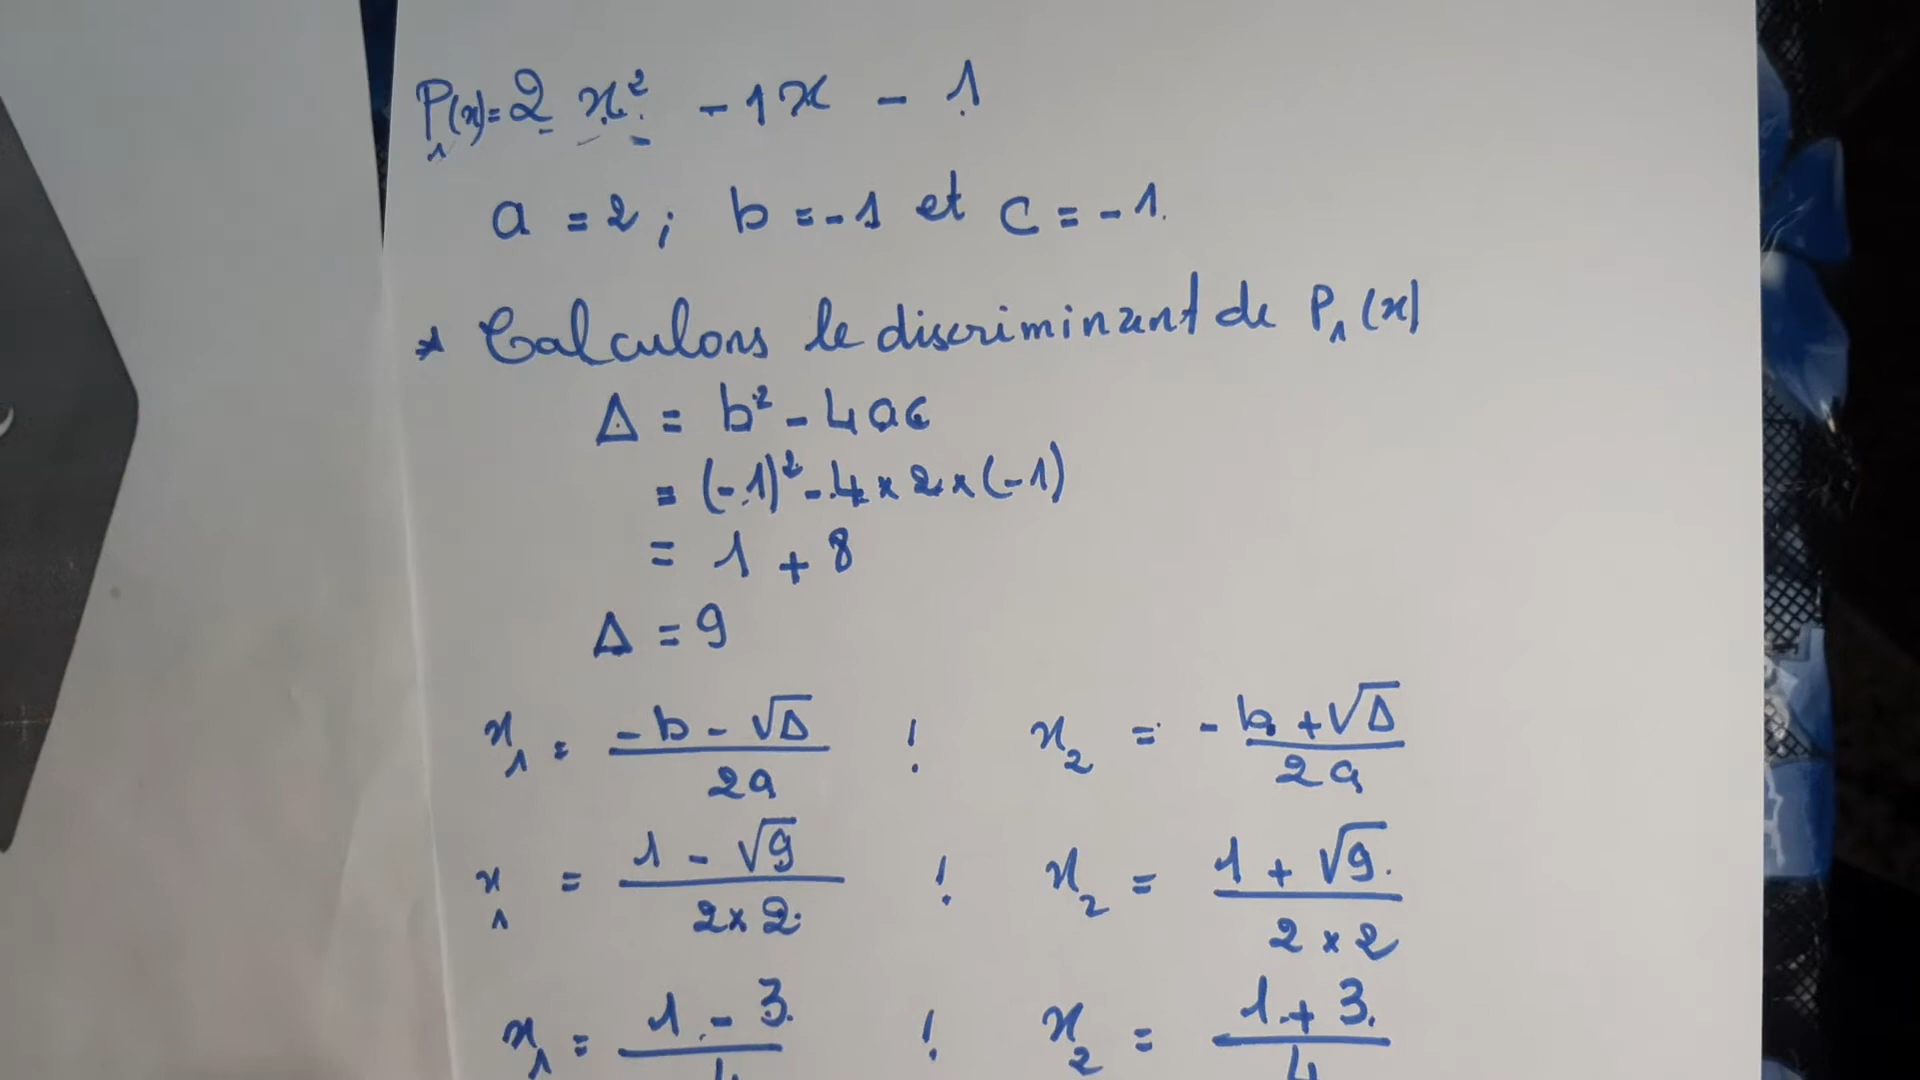 P₁(x)= 2x² - 1x - 1
a = 2 ; b = -1 et c = -1.
* Calculons le discriminant de P₁(x)
Δ = b² - 4ac
= (-1)² - 4 × 2 × (-1)
= 1 + 8
Δ = 9
x₁ = (-b - √Δ)/2a ! x₂ = (-b + √Δ)/2a
x₁ = (1 - √9)/(2×2) ! x₂ = (1 + √9)/(2×2)
x₁ = (1 - 3)/4 ! x₂ = (1 + 3)/4